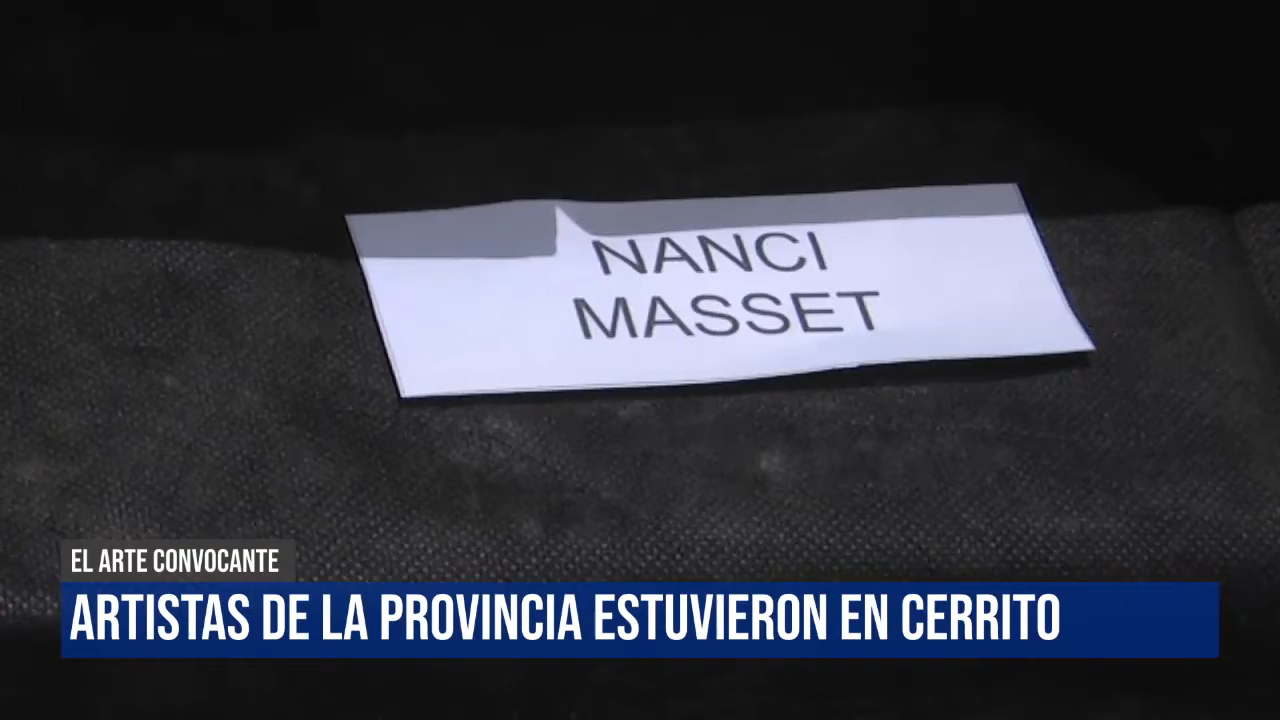 NANCI
MASSET
EL ARTE CONVOCANTE
ARTISTAS DE LA PROVINCIA ESTUVIERON EN CERRITO